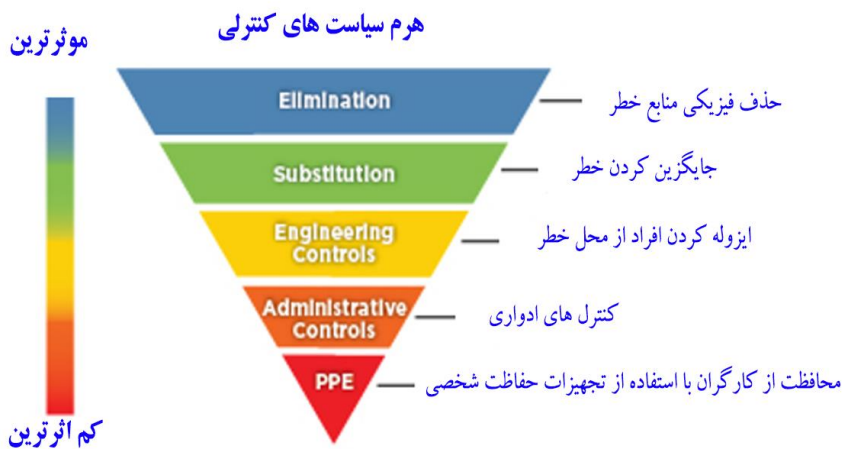 هرم سیاست های کنترلی
موثرترین
Elimination
حذف فیزیکی منابع خطر
Substitution
جایگزین کردن خطر
Engineering
Controls
ایزوله کردن افراد از محل خطر
Administrative
Controls
کنترل های ادواری
PPE
محافظت از کارگران با استفاده از تجهیزات حفاظت شخصی
کم اثرترین